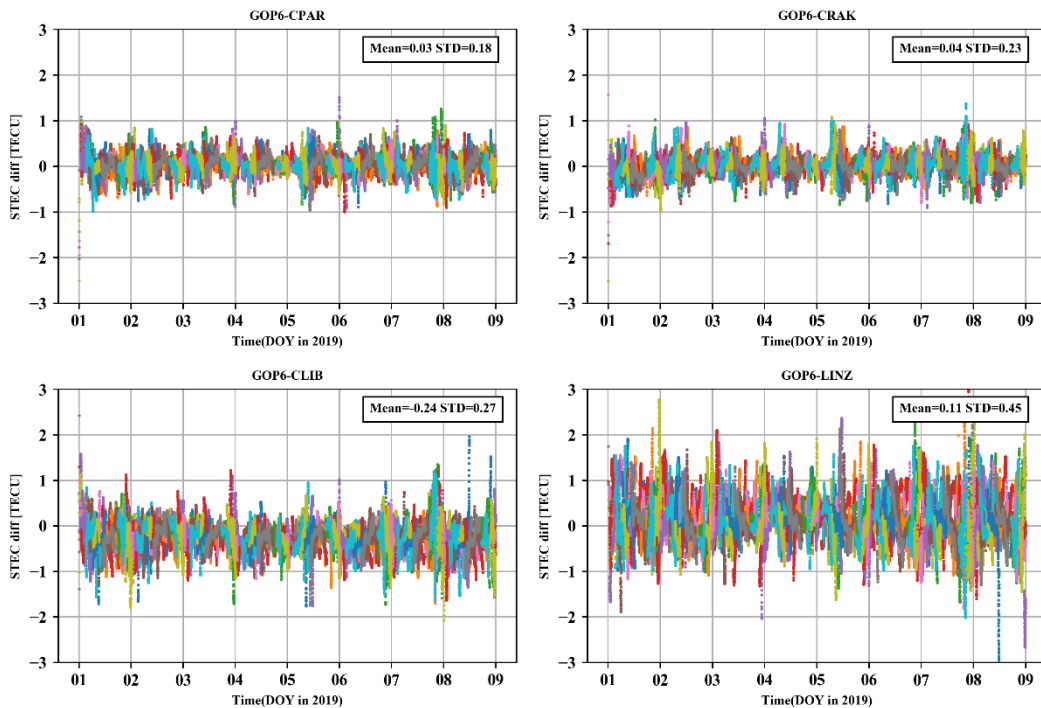 GOP6-CPAR
Mean=0.03 STD=0.18
STEC diff [TECU]
3
2
1
0
−1
−2
−3
01 02 03 04 05 06 07 08 09
Time(DOY in 2019)
GOP6-CRAK
Mean=0.04 STD=0.23
STEC diff [TECU]
3
2
1
0
−1
−2
−3
01 02 03 04 05 06 07 08 09
Time(DOY in 2019)
GOP6-CLIB
Mean=-0.24 STD=0.27
STEC diff [TECU]
3
2
1
0
−1
−2
−3
01 02 03 04 05 06 07 08 09
Time(DOY in 2019)
GOP6-LINZ
Mean=0.11 STD=0.45
STEC diff [TECU]
3
2
1
0
−1
−2
−3
01 02 03 04 05 06 07 08 09
Time(DOY in 2019)